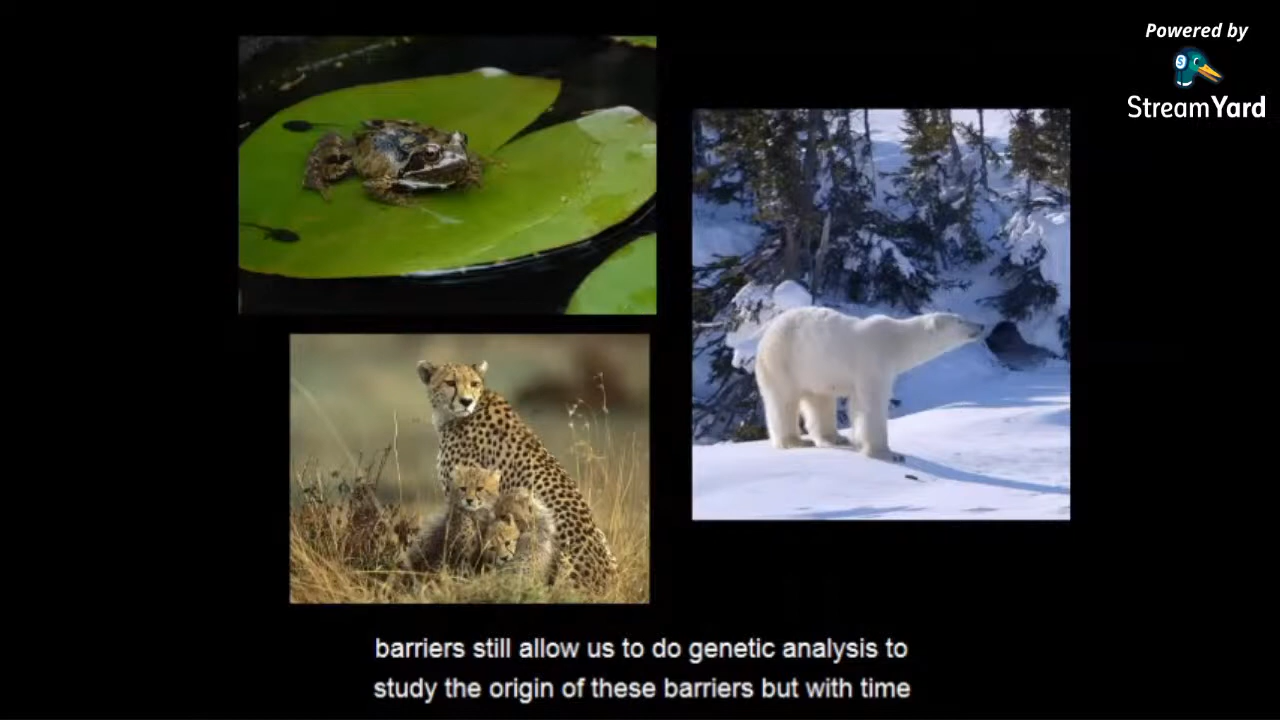 Powered by
StreamYard
barriers still allow us to do genetic analysis to
study the origin of these barriers but with time